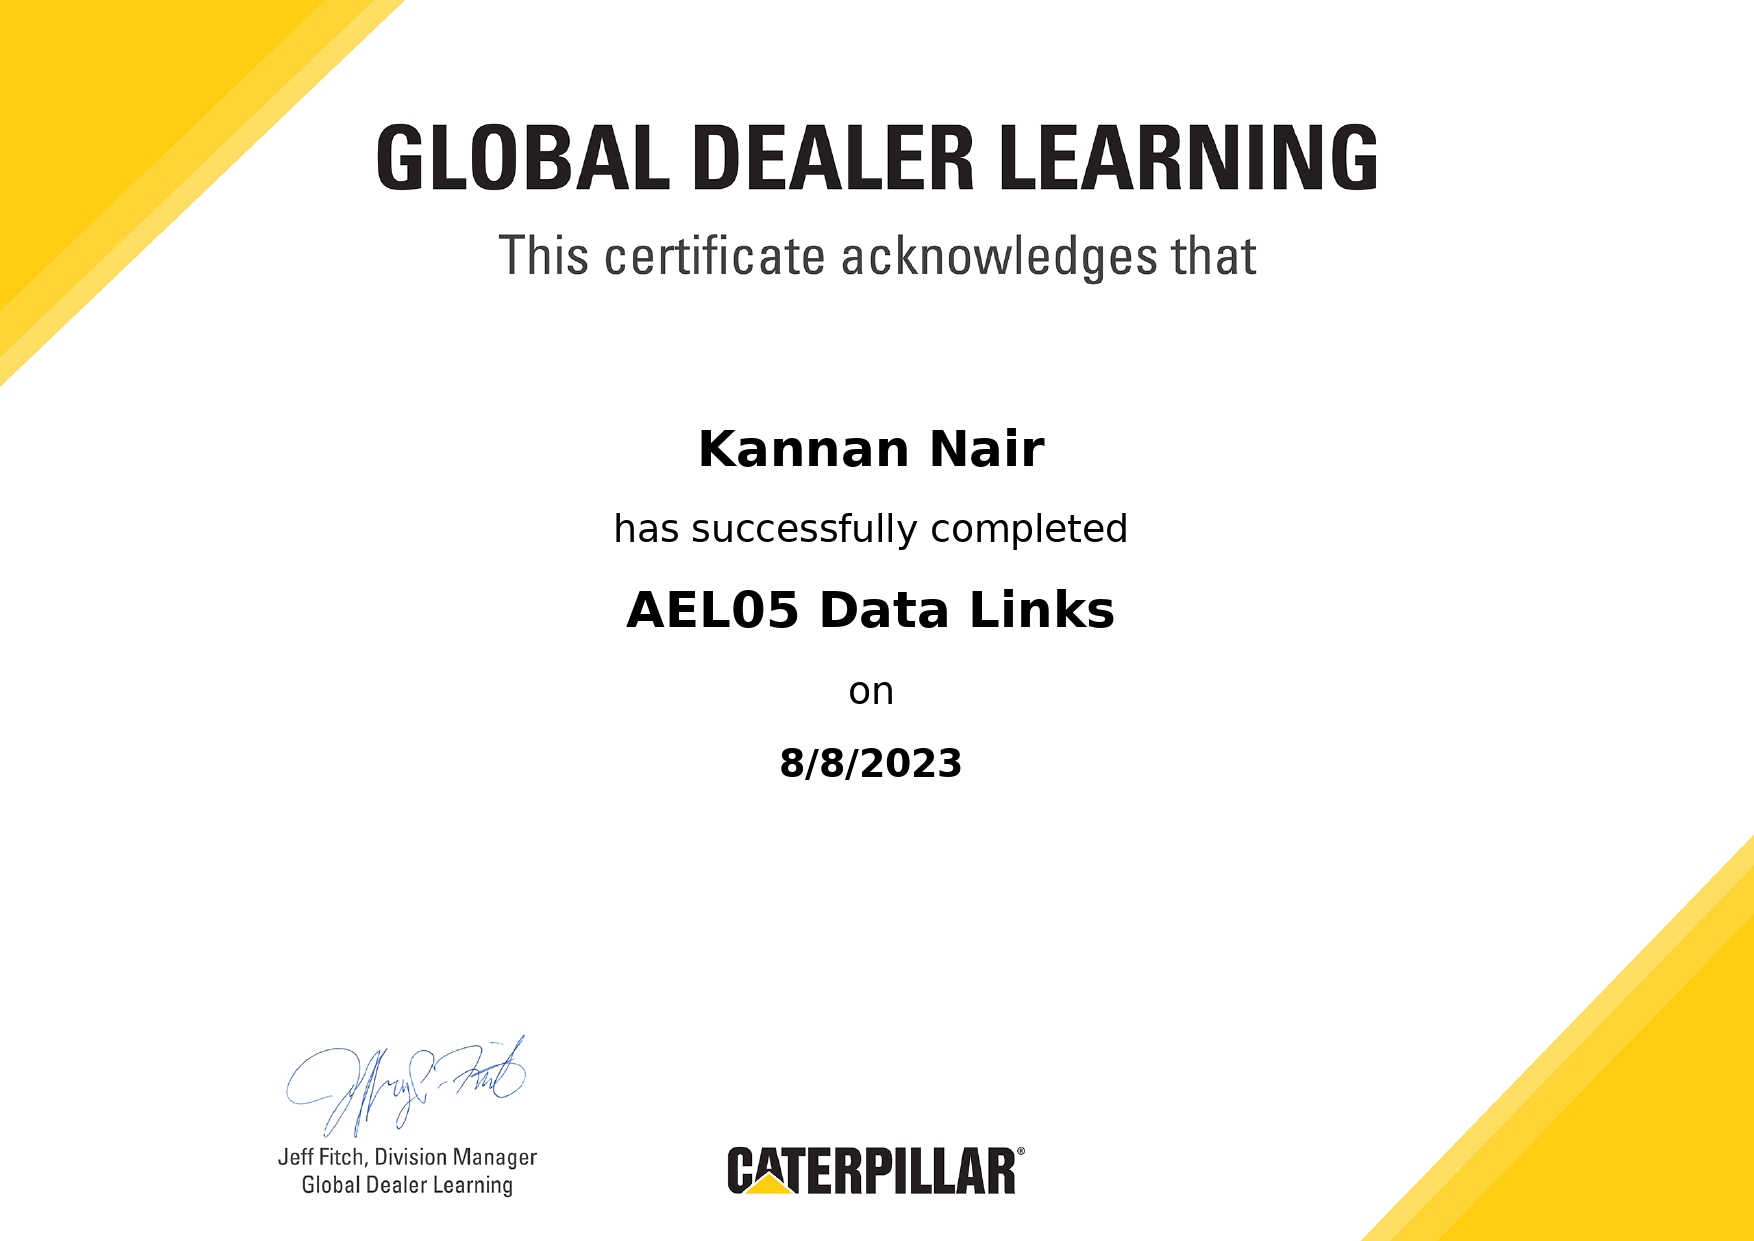 GLOBAL DEALER LEARNING
This certificate acknowledges that
Kannan Nair
has successfully completed
AEL05 Data Links
on
8/8/2023
Jeff Fitch, Division Manager
Global Dealer Learning
CATERPILLAR®